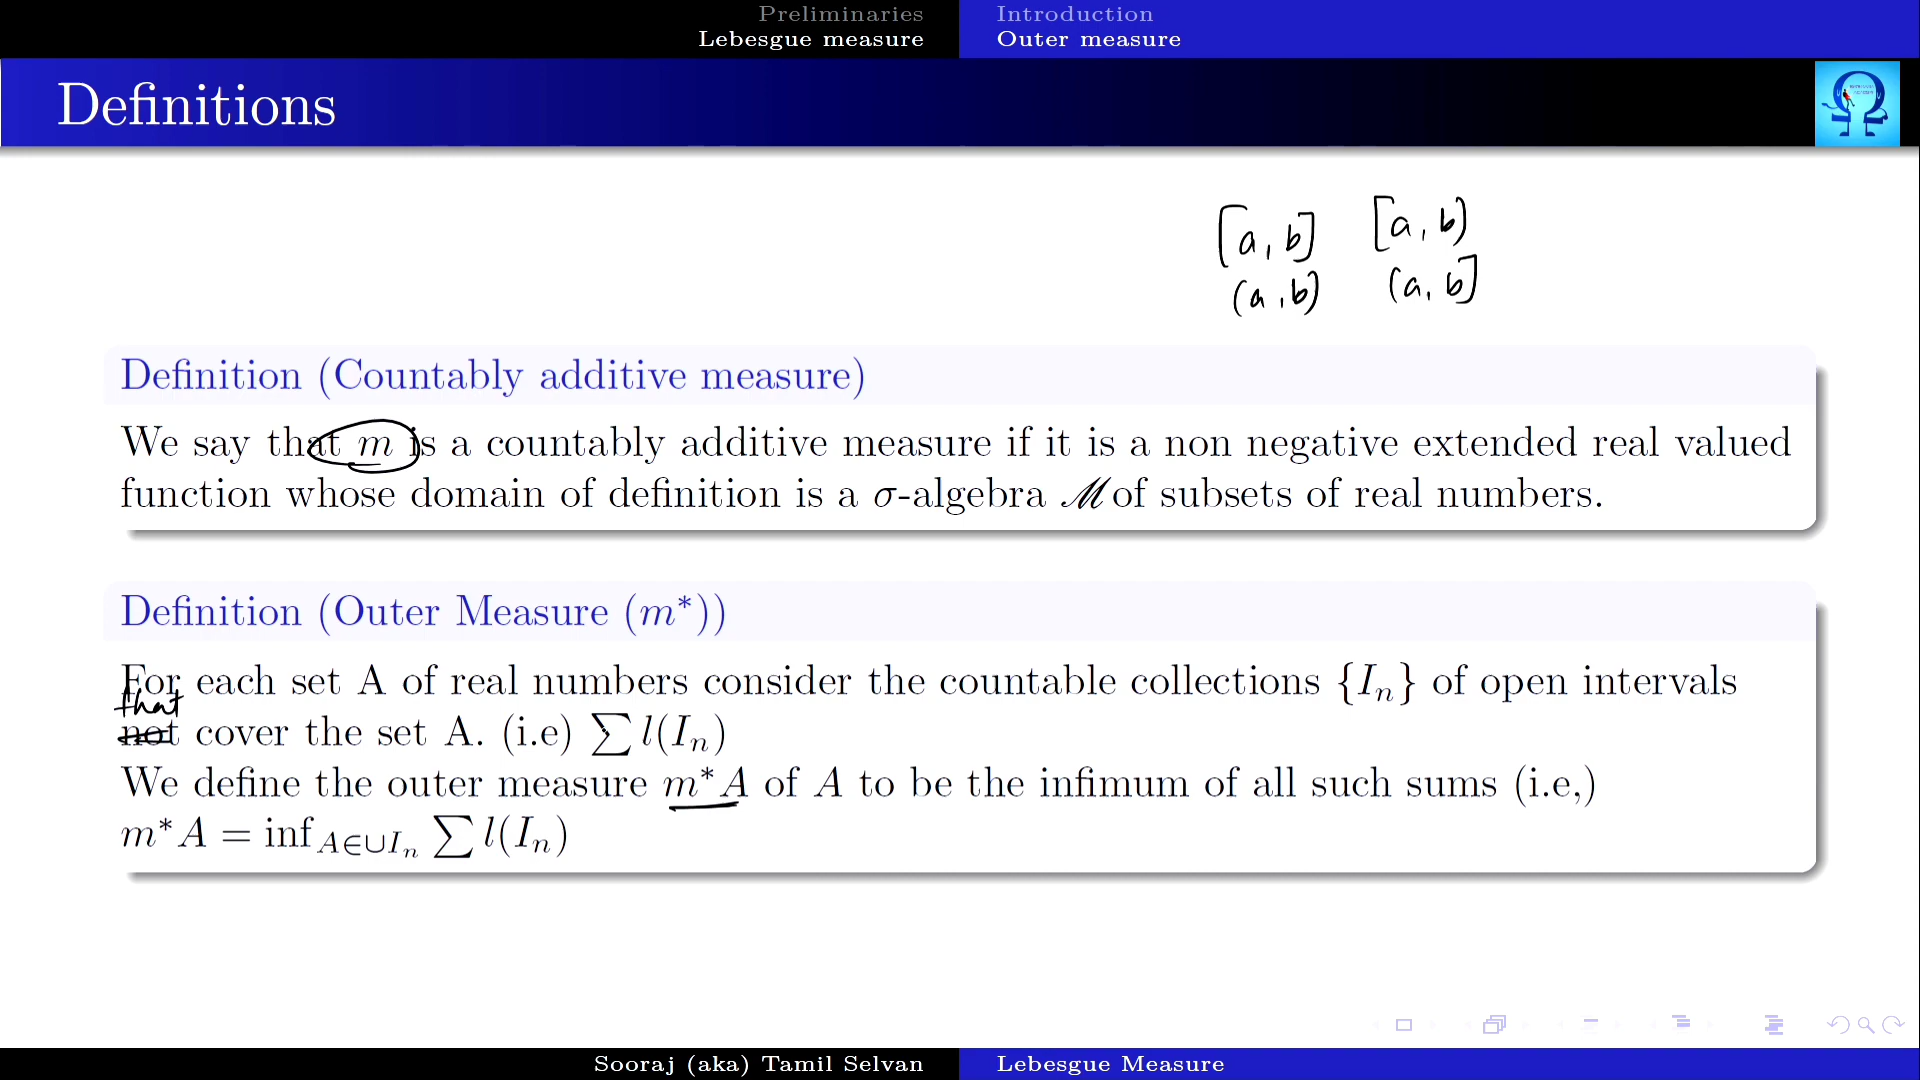 Preliminaries
Lebesgue measure
Introduction
Outer measure
Definitions
[a, b] [a, b)
(a, b) (a, b]
Definition (Countably additive measure)
We say that m is a countably additive measure if it is a non negative extended real valued
function whose domain of definition is a σ-algebra ℳ of subsets of real numbers.
Definition (Outer Measure (m*))
For each set A of real numbers consider the countable collections {Iₙ} of open intervals
that
not cover the set A. (i.e) ∑ l(Iₙ)
We define the outer measure m*A of A to be the infimum of all such sums (i.e,)
m*A = inf A∈∪Iₙ ∑ l(Iₙ)
Sooraj (aka) Tamil Selvan
Lebesgue Measure